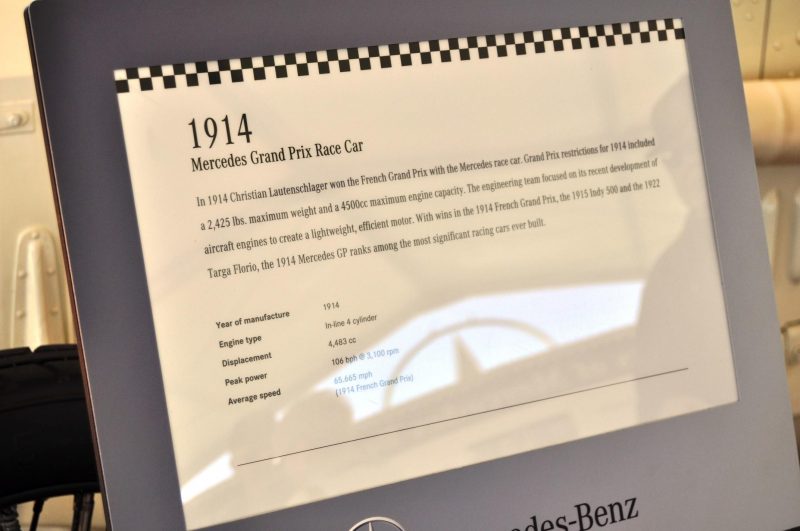 1914
Mercedes Grand Prix Race Car
In 1914 Christian Lautenschlager won the French Grand Prix with the Mercedes race car. Grand Prix restrictions for 1914 included
a 2,425 lbs. maximum weight and a 4500cc maximum engine capacity. The engineering team focused on its recent development of
aircraft engines to create a lightweight, efficient motor. With wins in the 1914 French Grand Prix, the 1915 Indy 500 and the 1922
Targa Florio, the 1914 Mercedes GP ranks among the most significant racing cars ever built.
Year of manufacture 1914
Engine type In-line 4 cylinder
Displacement 4,483 cc
Peak power 106 bph @ 3,100 rpm
Average speed 65.665 mph
(1914 French Grand Prix)
des-Benz